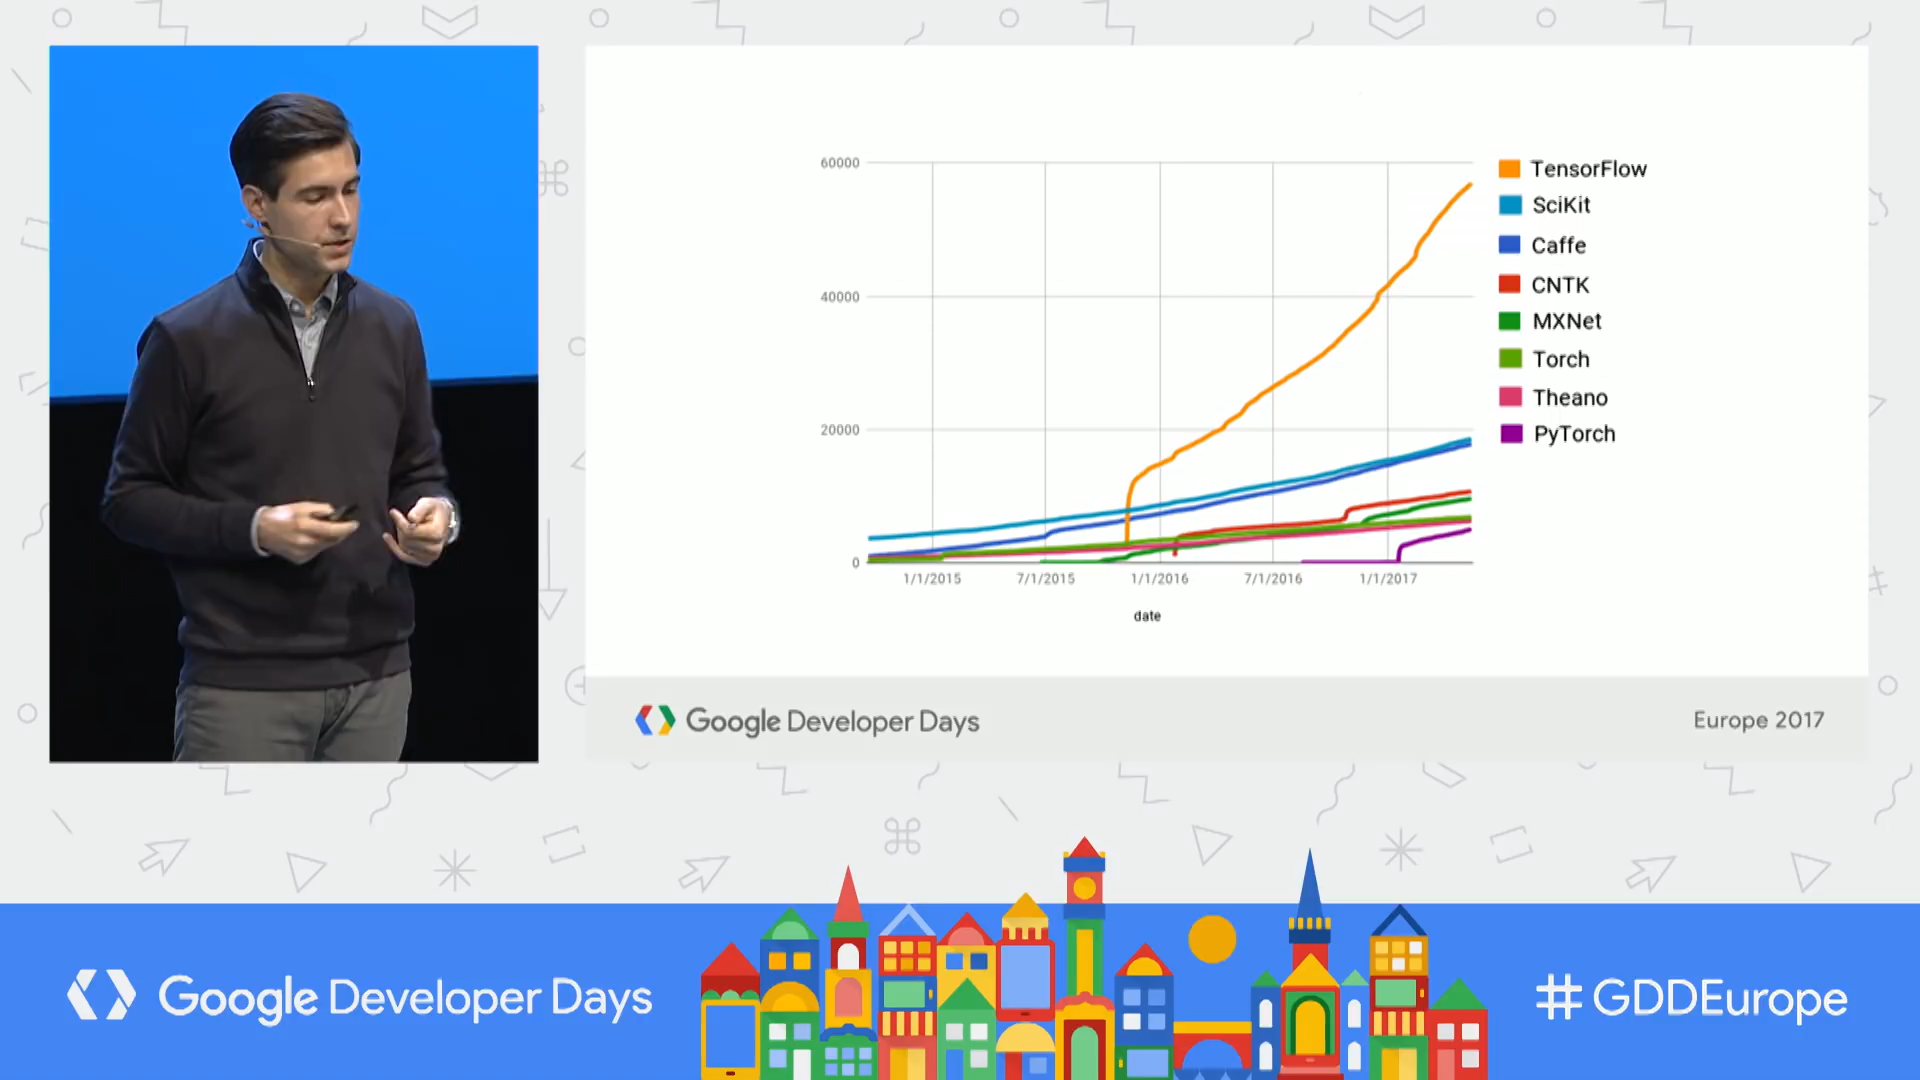 60000
40000
20000
0
1/1/2015
7/1/2015
1/1/2016
7/1/2016
1/1/2017
date
TensorFlow
SciKit
Caffe
CNTK
MXNet
Torch
Theano
PyTorch
Google Developer Days
Europe 2017
Google Developer Days
#GDDEurope